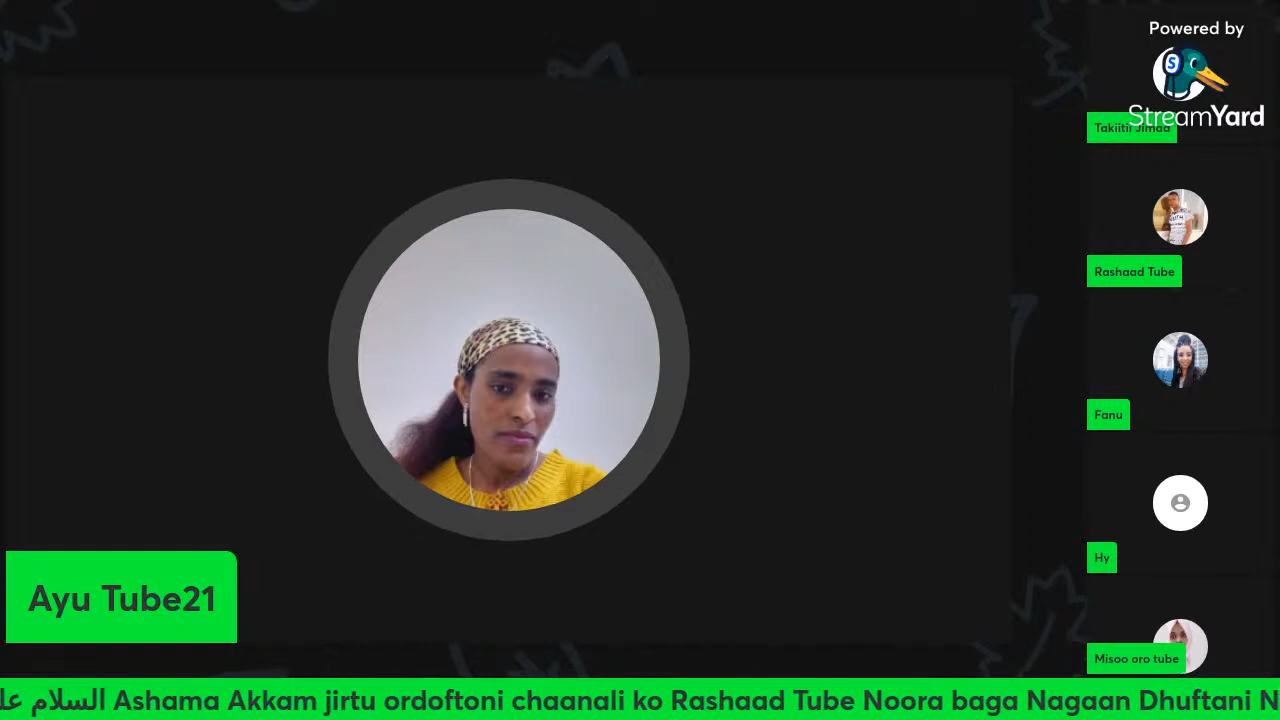 Powered by
StreamYard
Takiitii Jimaa
Rashaad Tube
Fanu
Hy
Misoo oro tube
Ayu Tube21
السلام Ashama Akkam jirtu ordoftoni chaanali ko Rashaad Tube Noora baga Nagaan Dhuftani